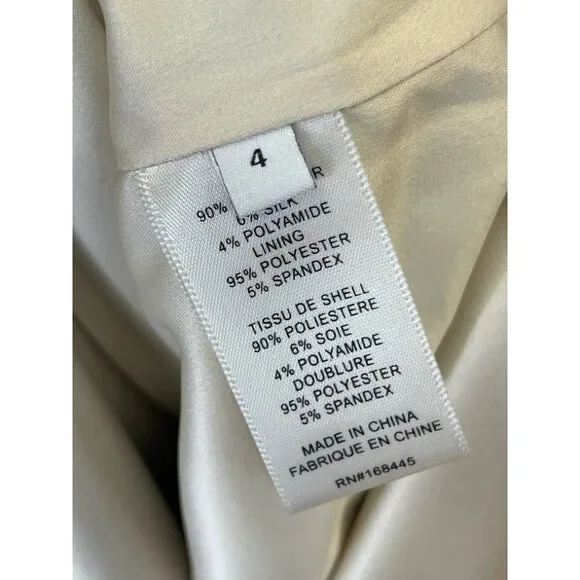 4
90%
R
6% SILK
4% POLYAMIDE
LINING
95% POLYESTER
5% SPANDEX
TISSU DE SHELL
90% POLIESTERE
6% SOIE
4% POLYAMIDE
DOUBLURE
95% POLYESTER
5% SPANDEX
MADE IN CHINA
FABRIQUE EN CHINE
RN#168445